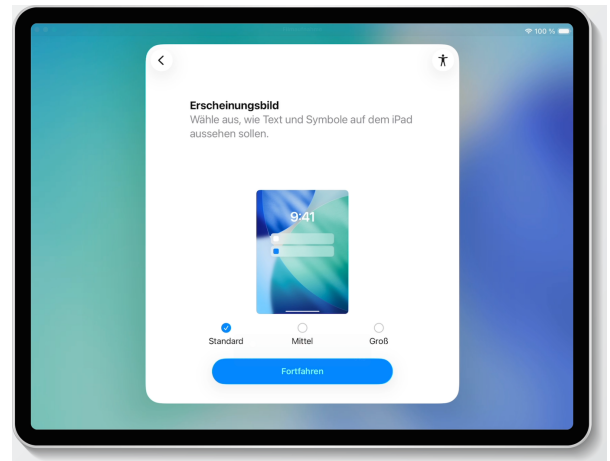 100 %
Erscheinungsbild
Wähle aus, wie Text und Symbole auf dem iPad
aussehen sollen.
9:41
Standard
Mittel
Groß
Fortfahren